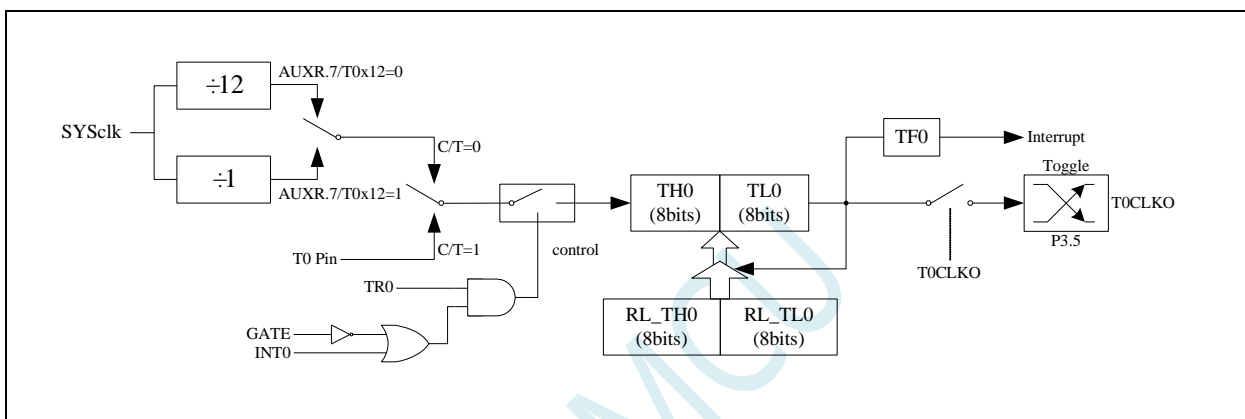 ÷12
AUXR.7/T0x12=0
SYSclk
÷1
AUXR.7/T0x12=1
C/T=0
C/T=1
T0 Pin
control
TR0
GATE
INT0
TH0
(8bits)
TL0
(8bits)
RL_TH0
(8bits)
RL_TL0
(8bits)
TF0
Interrupt
Toggle
T0CLKO
P3.5
T0CLKO
MCU